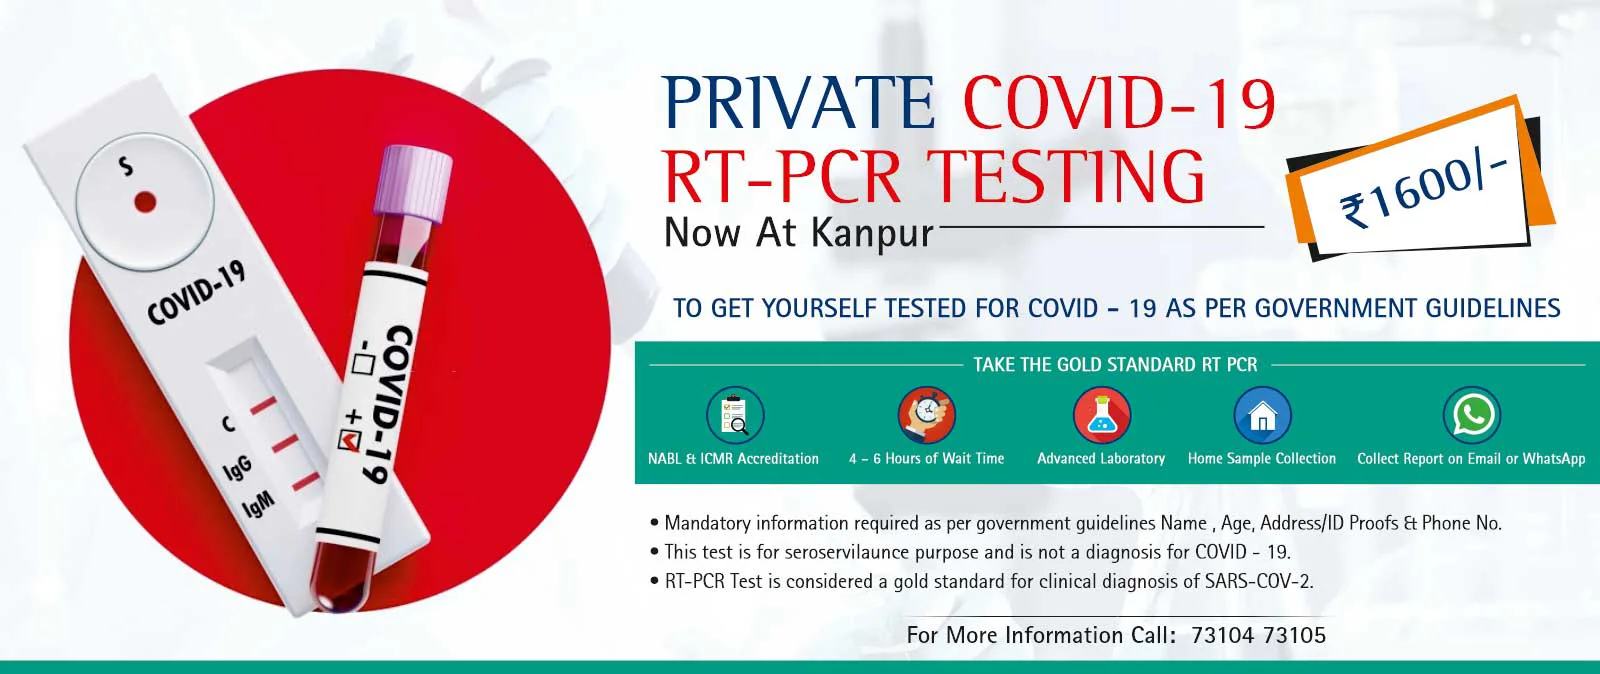 S
COVID-19
C
IgG
IgM
COVID-19
-
+
PRIVATE COVID-19
RT-PCR TESTING
Now At Kanpur
₹1600/-
TO GET YOURSELF TESTED FOR COVID - 19 AS PER GOVERNMENT GUIDELINES
TAKE THE GOLD STANDARD RT PCR
NABL & ICMR Accreditation
4 - 6 Hours of Wait Time
Advanced Laboratory
Home Sample Collection
Collect Report on Email or WhatsApp
• Mandatory information required as per government guidelines Name , Age, Address/ID Proofs & Phone No.
• This test is for seroservilaunce purpose and is not a diagnosis for COVID - 19.
• RT-PCR Test is considered a gold standard for clinical diagnosis of SARS-COV-2.
For More Information Call: 73104 73105